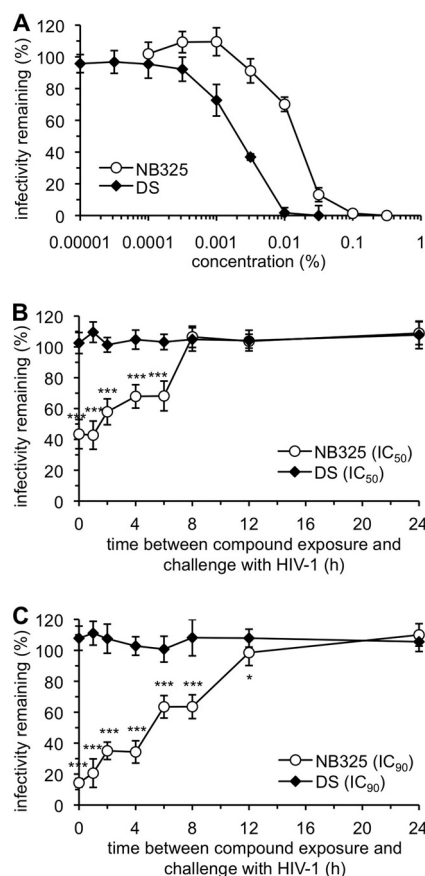 A
infectivity remaining (%)
120
100
80
60
40
20
0
NB325
DS
0.00001 0.0001 0.001 0.01 0.1 1
concentration (%)
B
infectivity remaining (%)
120
100
80
60
40
20
0
*** *** *** *** ***
NB325 (IC50)
DS (IC50)
0 4 8 12 16 20 24
time between compound exposure and
challenge with HIV-1 (h)
C
infectivity remaining (%)
120
100
80
60
40
20
0
*** *** *** *** *** *** *
NB325 (IC90)
DS (IC90)
0 4 8 12 16 20 24
time between compound exposure and
challenge with HIV-1 (h)